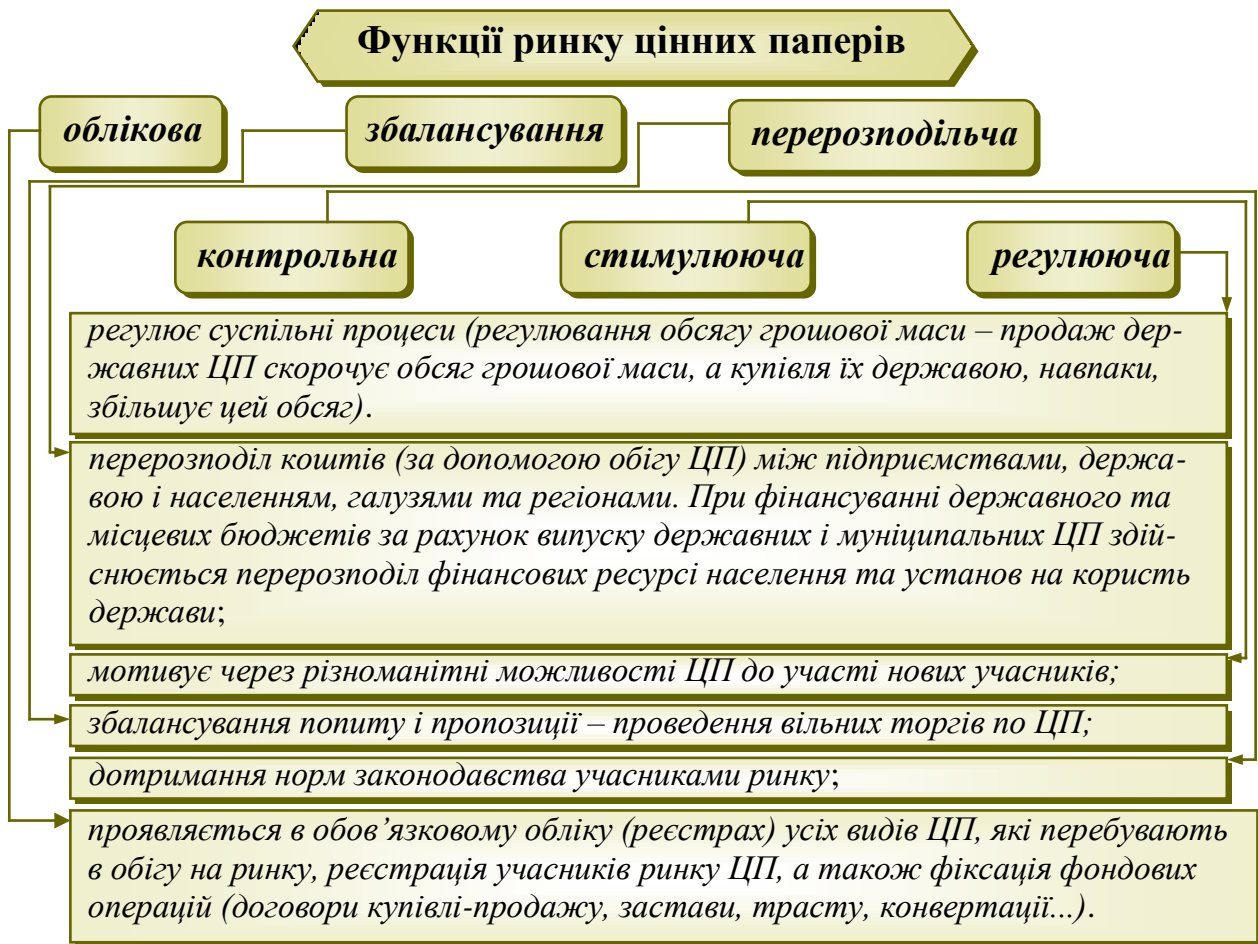 Функції ринку цінних паперів
облікова
збалансування
перерозподільча
контрольна
стимулююча
регулююча
регулює суспільні процеси (регулювання обсягу грошової маси – продаж дер-
жавних ЦП скорочує обсяг грошової маси, а купівля їх державою, навпаки,
збільшує цей обсяг).
перерозподіл коштів (за допомогою обігу ЦП) між підприємствами, держа-
вою і населенням, галузями та регіонами. При фінансуванні державного та
місцевих бюджетів за рахунок випуску державних і муніципальних ЦП здій-
снюється перерозподіл фінансових ресурсі населення та установ на користь
держави;
мотивує через різноманітні можливості ЦП до участі нових учасників;
збалансування попиту і пропозиції – проведення вільних торгів по ЦП;
дотримання норм законодавства учасниками ринку;
проявляється в обов’язковому обліку (реєстрах) усіх видів ЦП, які перебувають
в обігу на ринку, реєстрація учасників ринку ЦП, а також фіксація фондових
операцій (договори купівлі-продажу, застави, трасту, конвертації...).